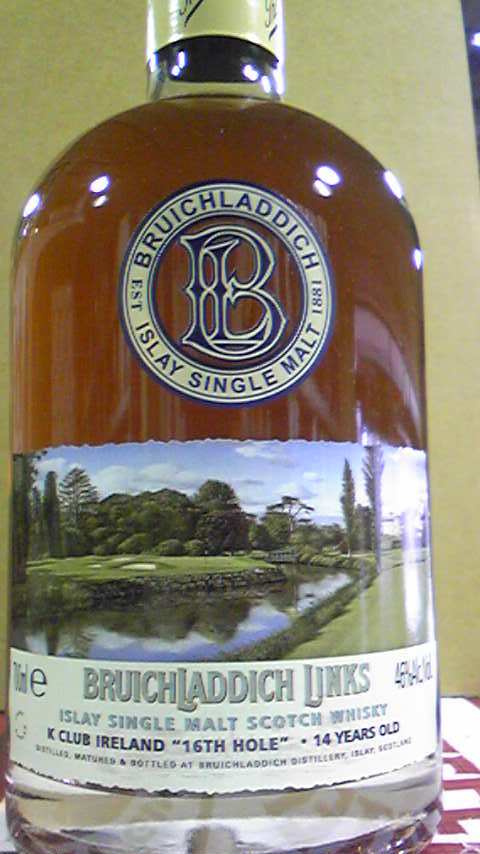 BRUICHLADDICH
EST 1881
ISLAY SINGLE MALT
BRUICHLADDICH LINKS
46% Alc. Vol.
ISLAY SINGLE MALT SCOTCH WHISKY
K CLUB IRELAND "16TH HOLE" • 14 YEARS OLD
DISTILLED, MATURED & BOTTLED AT BRUICHLADDICH DISTILLERY, ISLAY, SCOTLAND